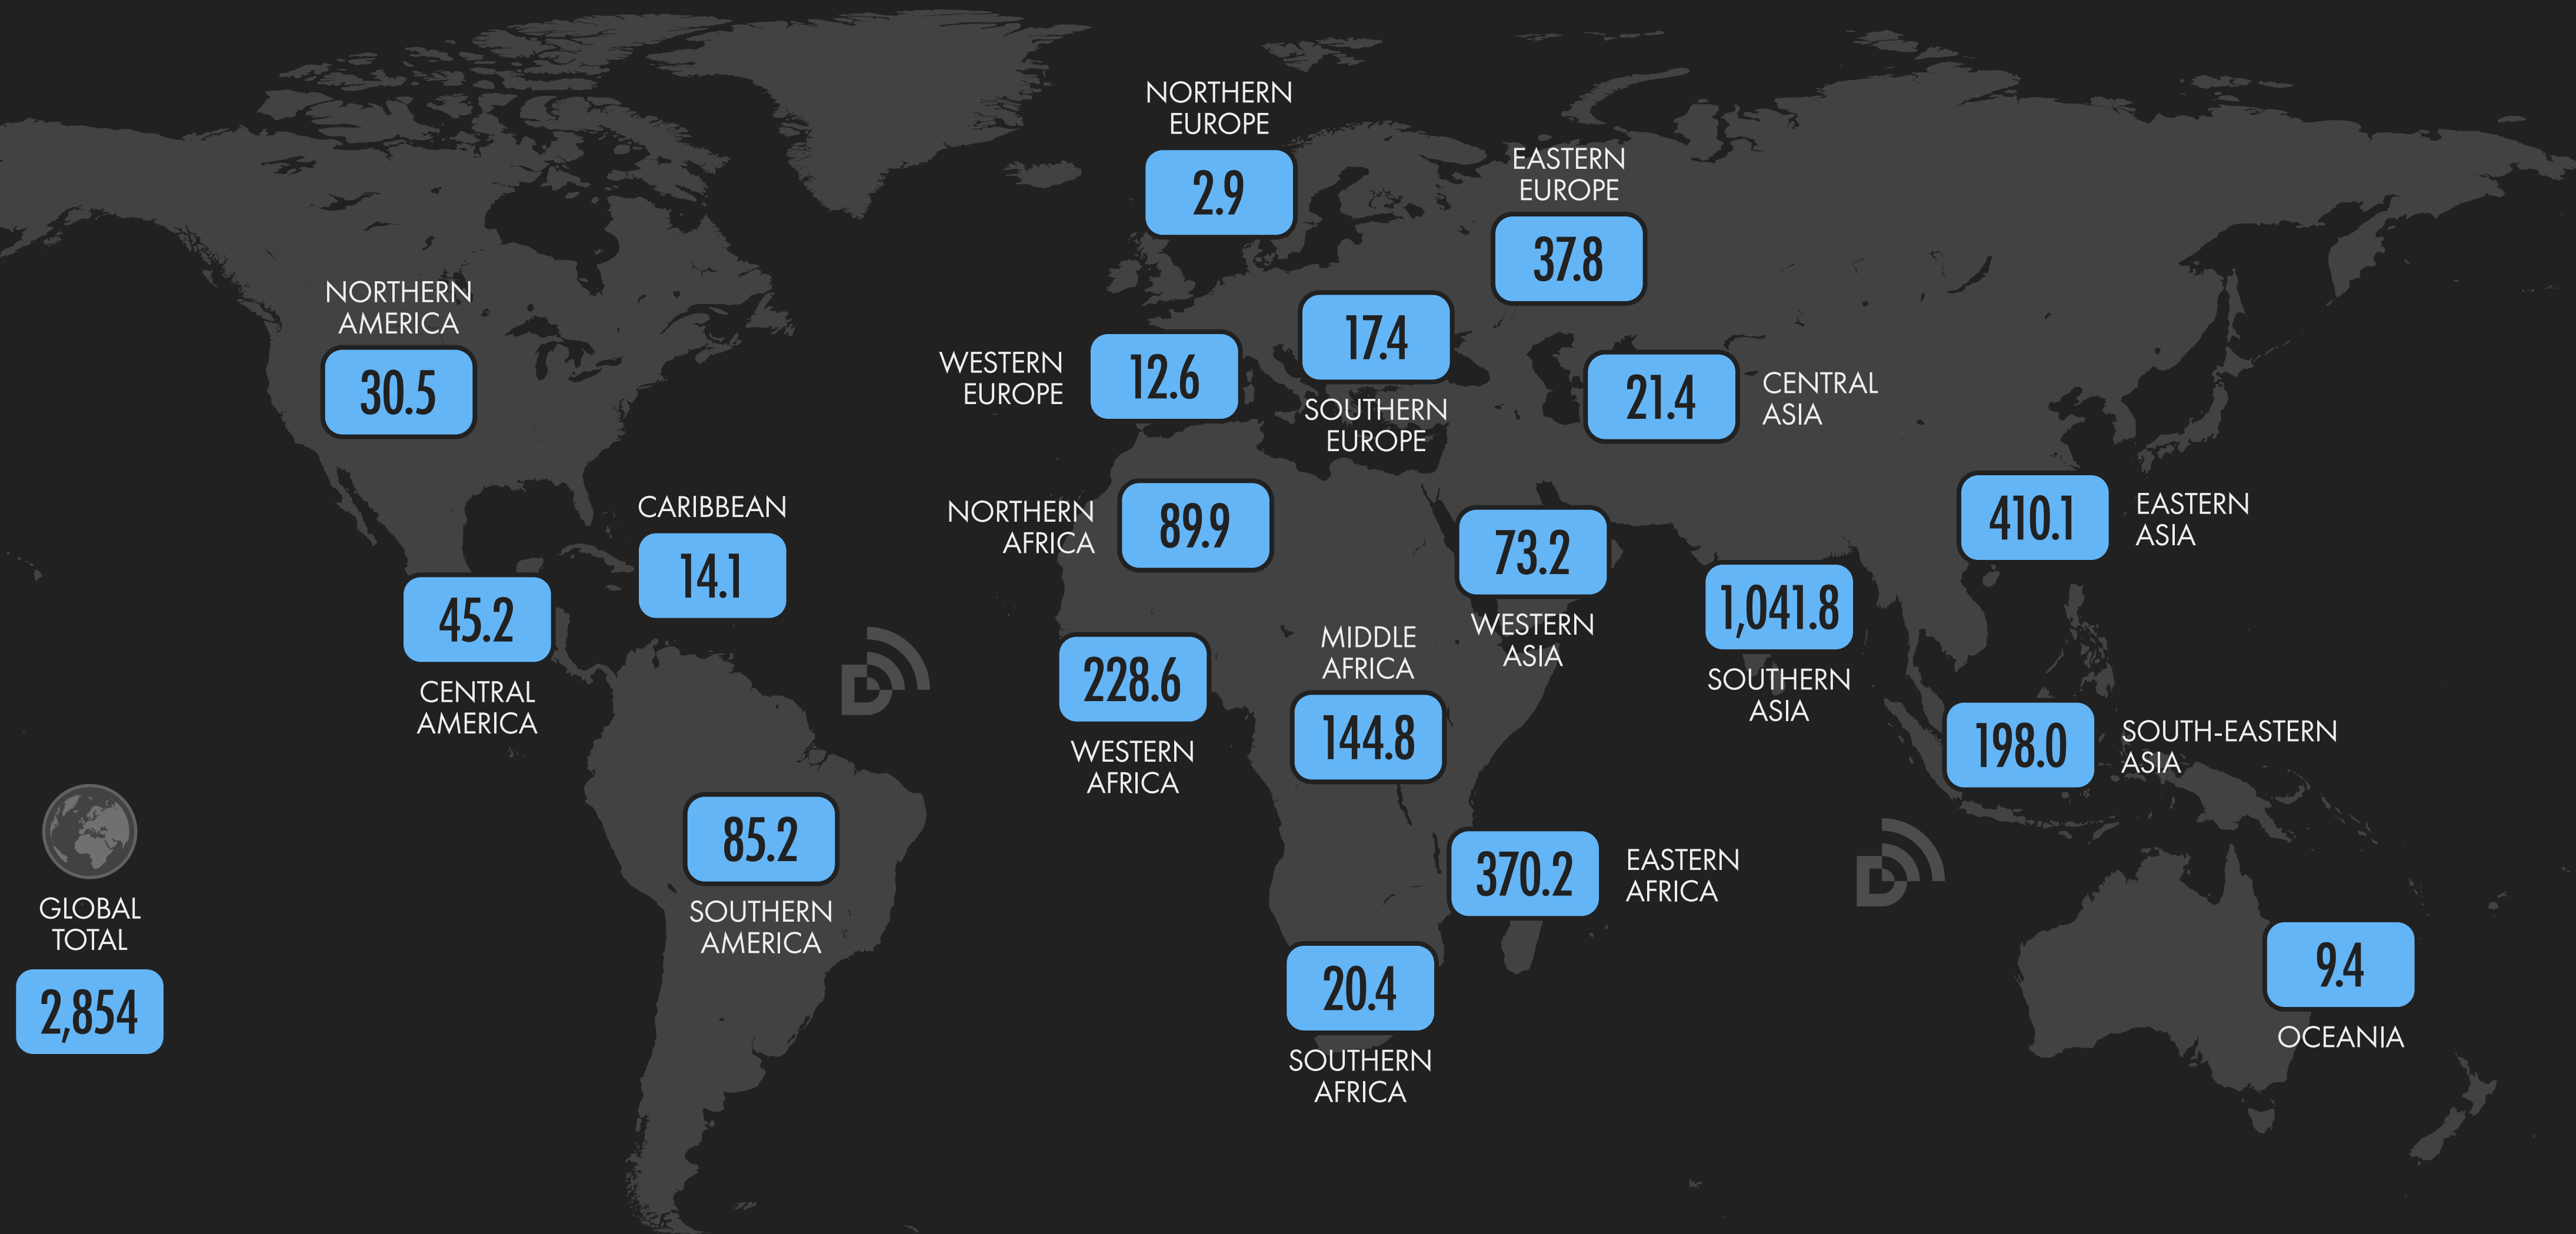 NORTHERN
EUROPE
2.9
EASTERN
EUROPE
37.8
NORTHERN
AMERICA
30.5
WESTERN
EUROPE
12.6
17.4
SOUTHERN
EUROPE
21.4
CENTRAL
ASIA
CARIBBEAN
14.1
NORTHERN
AFRICA
89.9
73.2
WESTERN
ASIA
410.1
EASTERN
ASIA
45.2
CENTRAL
AMERICA
228.6
WESTERN
AFRICA
MIDDLE
AFRICA
144.8
1,041.8
SOUTHERN
ASIA
198.0
SOUTH-EASTERN
ASIA
85.2
SOUTHERN
AMERICA
370.2
EASTERN
AFRICA
GLOBAL
TOTAL
2,854
20.4
SOUTHERN
AFRICA
9.4
OCEANIA